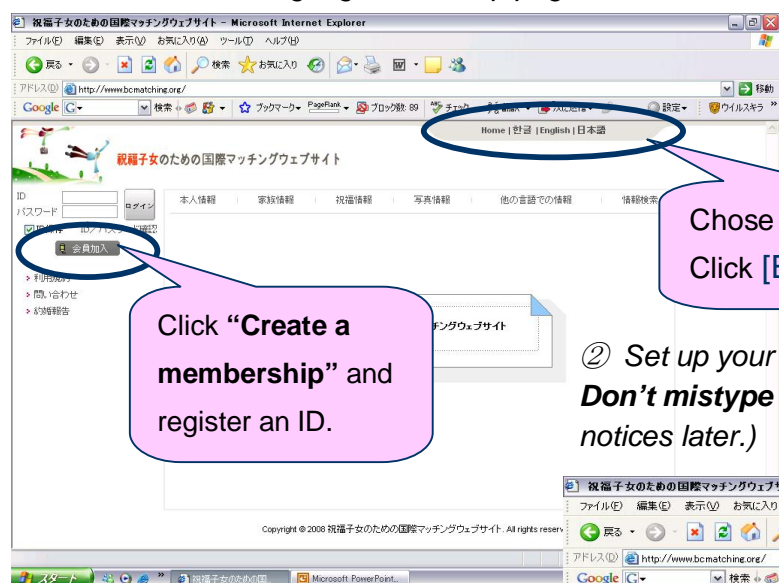 祝福子女のための国際マッチングウェブサイト - Microsoft Internet Explorer
ファイル(F) 編集(E) 表示(V) お気に入り(A) ツール(T) ヘルプ(H)
戻る 検索 お気に入り
アドレス(D) http://www.bcmatching.org/ 移動
Google G 検索 ブックマーク PageRank ブロック数: 89 チェック 設定 ウイルスキラ »
Home | 한글 | English | 日本語
祝福子女のための国際マッチングウェブサイト
ID
パスワード
ログイン
本人情報 家族情報 祝福情報 写真情報 他の言語での情報 情報検索
会員加入
利用規約
問い合わせ
約婚報告
Chose
Click [E
Click “Create a
membership” and
register an ID.
チングウェブサイト
② Set up your
Don’t mistype
notices later.)
Copyright @ 2008 祝福子女のための国際マッチングウェブサイト. All rights reserv
スタート » 祝福子女のための国... Microsoft PowerPoint...
祝福子女のための国際マッチングウェブサ
ファイル(F) 編集(E) 表示(V) お気に入り
戻る
アドレス(D) http://www.bcmatching.org/
Google G 検索